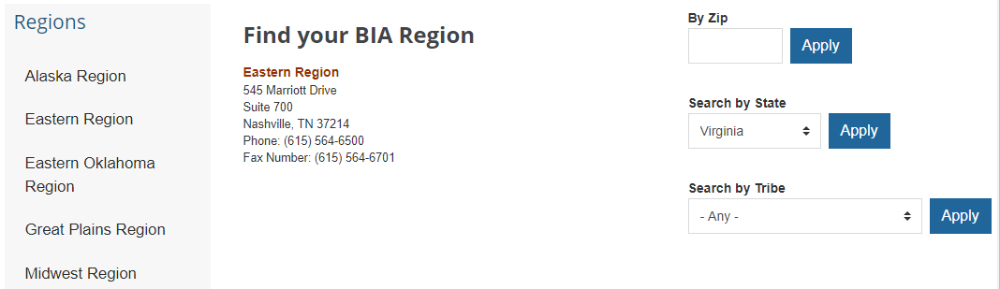 Regions
Alaska Region
Eastern Region
Eastern Oklahoma
Region
Great Plains Region
Midwest Region
Find your BIA Region
Eastern Region
545 Marriott Drive
Suite 700
Nashville, TN 37214
Phone: (615) 564-6500
Fax Number: (615) 564-6701
By Zip
Apply
Search by State
Virginia
Apply
Search by Tribe
- Any -
Apply